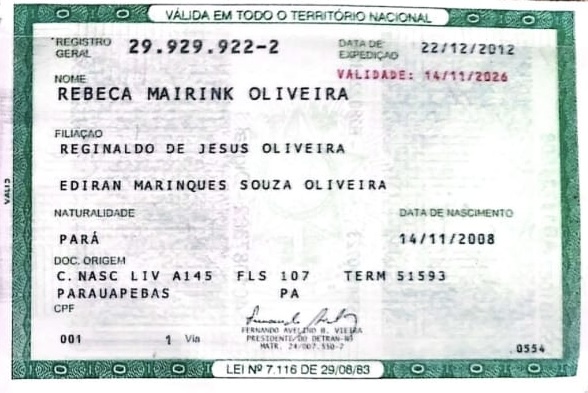 VÁLIDA EM TODO O TERRITÓRIO NACIONAL
REGISTRO GERAL 29.929.922-2 DATA DE EXPEDIÇÃO 22/12/2012
VALIDADE: 14/11/2026
NOME
REBECA MAIRINK OLIVEIRA
FILIAÇÃO
REGINALDO DE JESUS OLIVEIRA
EDIRAN MARINQUES SOUZA OLIVEIRA
NATURALIDADE DATA DE NASCIMENTO
PARÁ 14/11/2008
DOC. ORIGEM
C. NASC LIV A145 FLS 107 TERM 51593
PARAUAPEBAS PA
CPF
FERNANDO AVELINO B. VIEIRA
001 1 Via PRESIDENTE DO DETRAN-RJ
MATR. 24/007.550-2
.0554
LEI Nº 7.116 DE 29/08/83